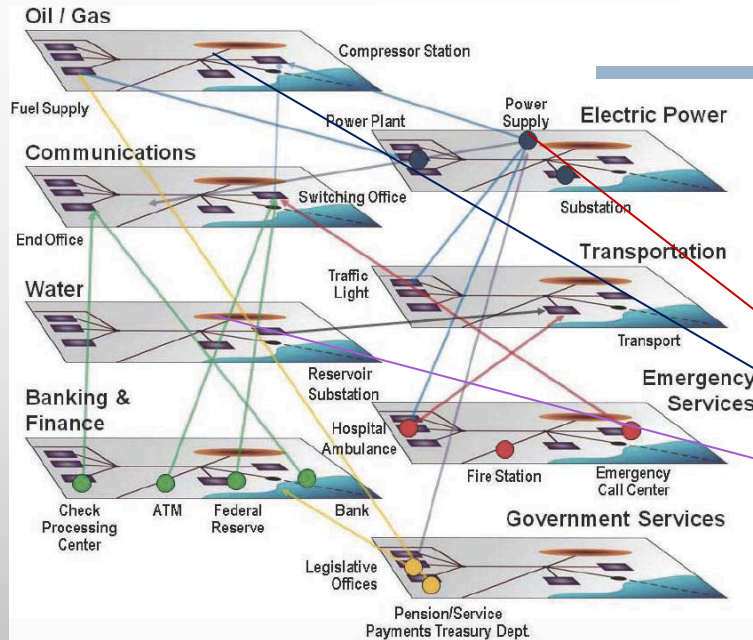 Oil / Gas
Compressor Station
Fuel Supply
Power Plant
Power
Supply
Electric Power
Communications
Switching Office
Substation
End Office
Transportation
Traffic
Light
Water
Transport
Reservoir
Substation
Emergency
Services
Banking &
Finance
Hospital
Ambulance
Fire Station
Emergency
Call Center
Check
Processing
Center
ATM
Federal
Reserve
Bank
Government Services
Legislative
Offices
Pension/Service
Payments Treasury Dept.